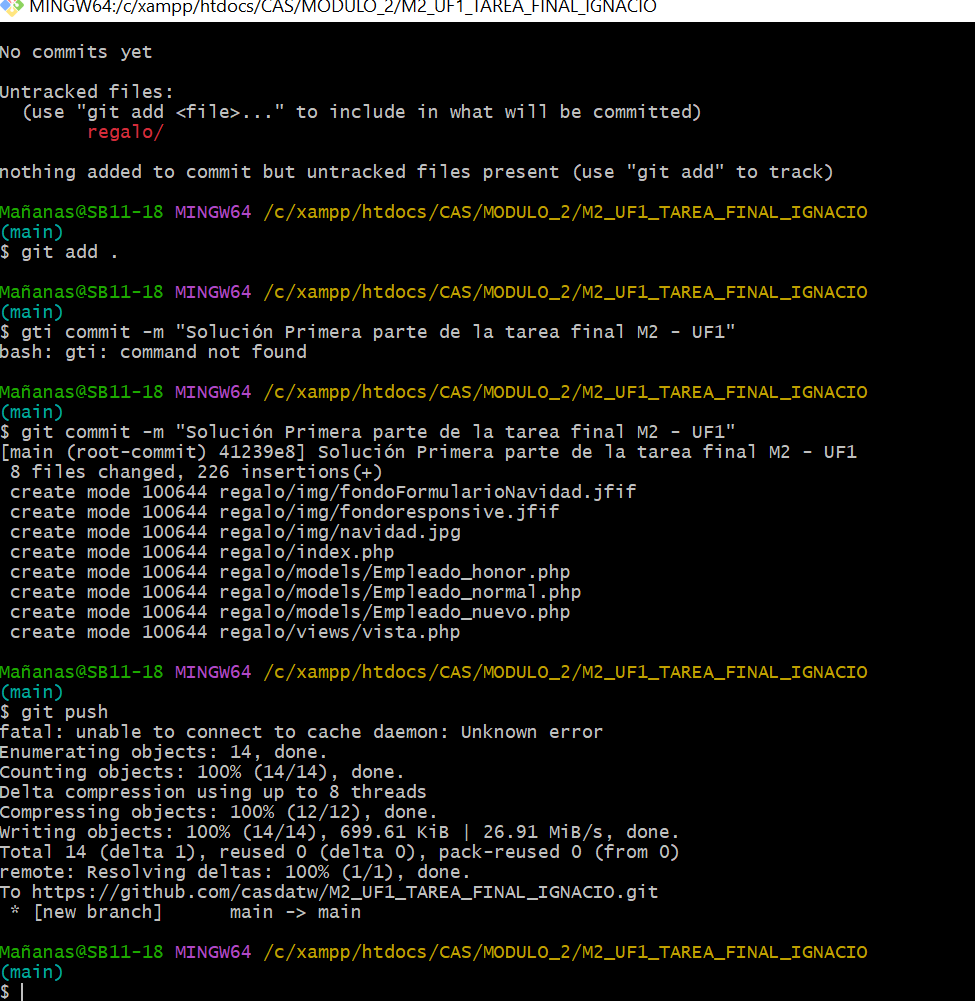 MINGW64:/c/xampp/htdocs/CAS/MODULO_2/M2_UF1_TAREA_FINAL_IGNACIO
No commits yet
Untracked files:
  (use "git add <file>..." to include in what will be committed)
        regalo/
nothing added to commit but untracked files present (use "git add" to track)
Mañanas@SB11-18 MINGW64 /c/xampp/htdocs/CAS/MODULO_2/M2_UF1_TAREA_FINAL_IGNACIO
(main)
$ git add .
Mañanas@SB11-18 MINGW64 /c/xampp/htdocs/CAS/MODULO_2/M2_UF1_TAREA_FINAL_IGNACIO
(main)
$ gti commit -m "Solución Primera parte de la tarea final M2 - UF1"
bash: gti: command not found
Mañanas@SB11-18 MINGW64 /c/xampp/htdocs/CAS/MODULO_2/M2_UF1_TAREA_FINAL_IGNACIO
(main)
$ git commit -m "Solución Primera parte de la tarea final M2 - UF1"
[main (root-commit) 41239e8] Solución Primera parte de la tarea final M2 - UF1
 8 files changed, 226 insertions(+)
 create mode 100644 regalo/img/fondoFormularioNavidad.jfif
 create mode 100644 regalo/img/fondoresponsive.jfif
 create mode 100644 regalo/img/navidad.jpg
 create mode 100644 regalo/index.php
 create mode 100644 regalo/models/Empleado_honor.php
 create mode 100644 regalo/models/Empleado_normal.php
 create mode 100644 regalo/models/Empleado_nuevo.php
 create mode 100644 regalo/views/vista.php
Mañanas@SB11-18 MINGW64 /c/xampp/htdocs/CAS/MODULO_2/M2_UF1_TAREA_FINAL_IGNACIO
(main)
$ git push
fatal: unable to connect to cache daemon: Unknown error
Enumerating objects: 14, done.
Counting objects: 100% (14/14), done.
Delta compression using up to 8 threads
Compressing objects: 100% (12/12), done.
Writing objects: 100% (14/14), 699.61 KiB | 26.91 MiB/s, done.
Total 14 (delta 1), reused 0 (delta 0), pack-reused 0 (from 0)
remote: Resolving deltas: 100% (1/1), done.
To https://github.com/casdatw/M2_UF1_TAREA_FINAL_IGNACIO.git
 * [new branch]      main -> main
Mañanas@SB11-18 MINGW64 /c/xampp/htdocs/CAS/MODULO_2/M2_UF1_TAREA_FINAL_IGNACIO
(main)
$